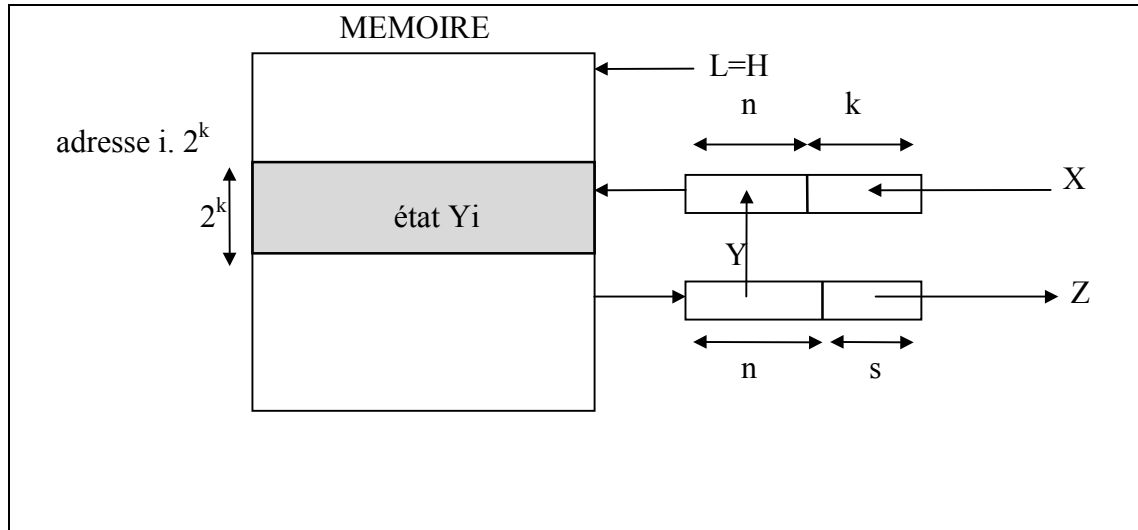 MEMOIRE
L=H
n k
adresse i. 2^k
X
2^k
état Yi
Y
Z
n s